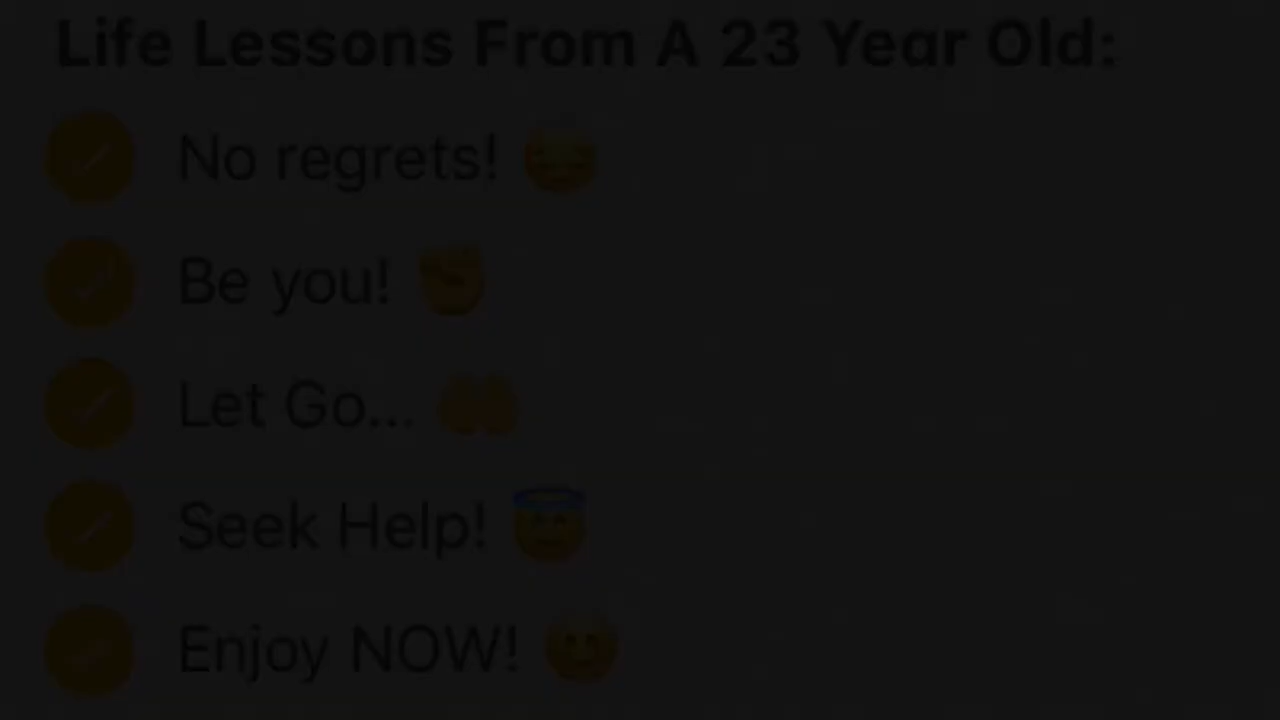 Life Lessons From A 23 Year Old:
No regrets! 😄
Be you! ✊
Let Go... 🤲
Seek Help! 😇
Enjoy NOW! 🙂